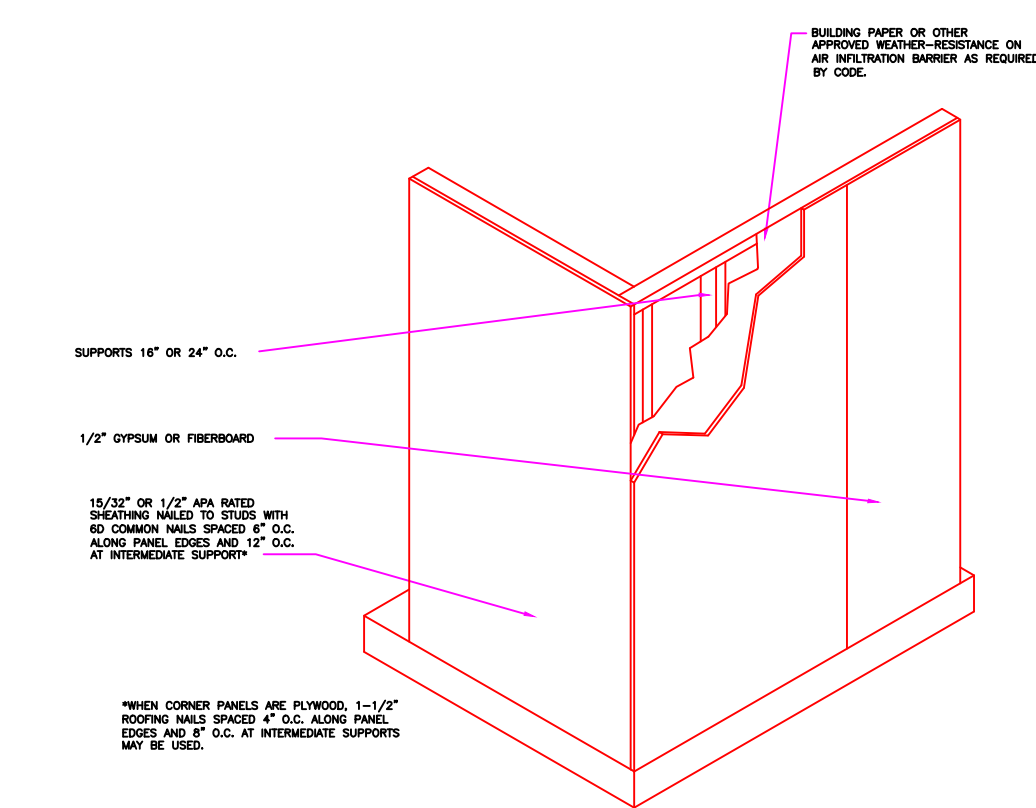 BUILDING PAPER OR OTHER
APPROVED WEATHER-RESISTANCE ON
AIR INFILTRATION BARRIER AS REQUIRED
BY CODE.
SUPPORTS 16" OR 24" O.C.
1/2" GYPSUM OR FIBERBOARD
15/32" OR 1/2" APA RATED
SHEATHING NAILED TO STUDS WITH
6D COMMON NAILS SPACED 6" O.C.
ALONG PANEL EDGES AND 12" O.C.
AT INTERMEDIATE SUPPORT*
*WHEN CORNER PANELS ARE PLYWOOD, 1-1/2"
ROOFING NAILS SPACED 4" O.C. ALONG PANEL
EDGES AND 8" O.C. AT INTERMEDIATE SUPPORTS
MAY BE USED.